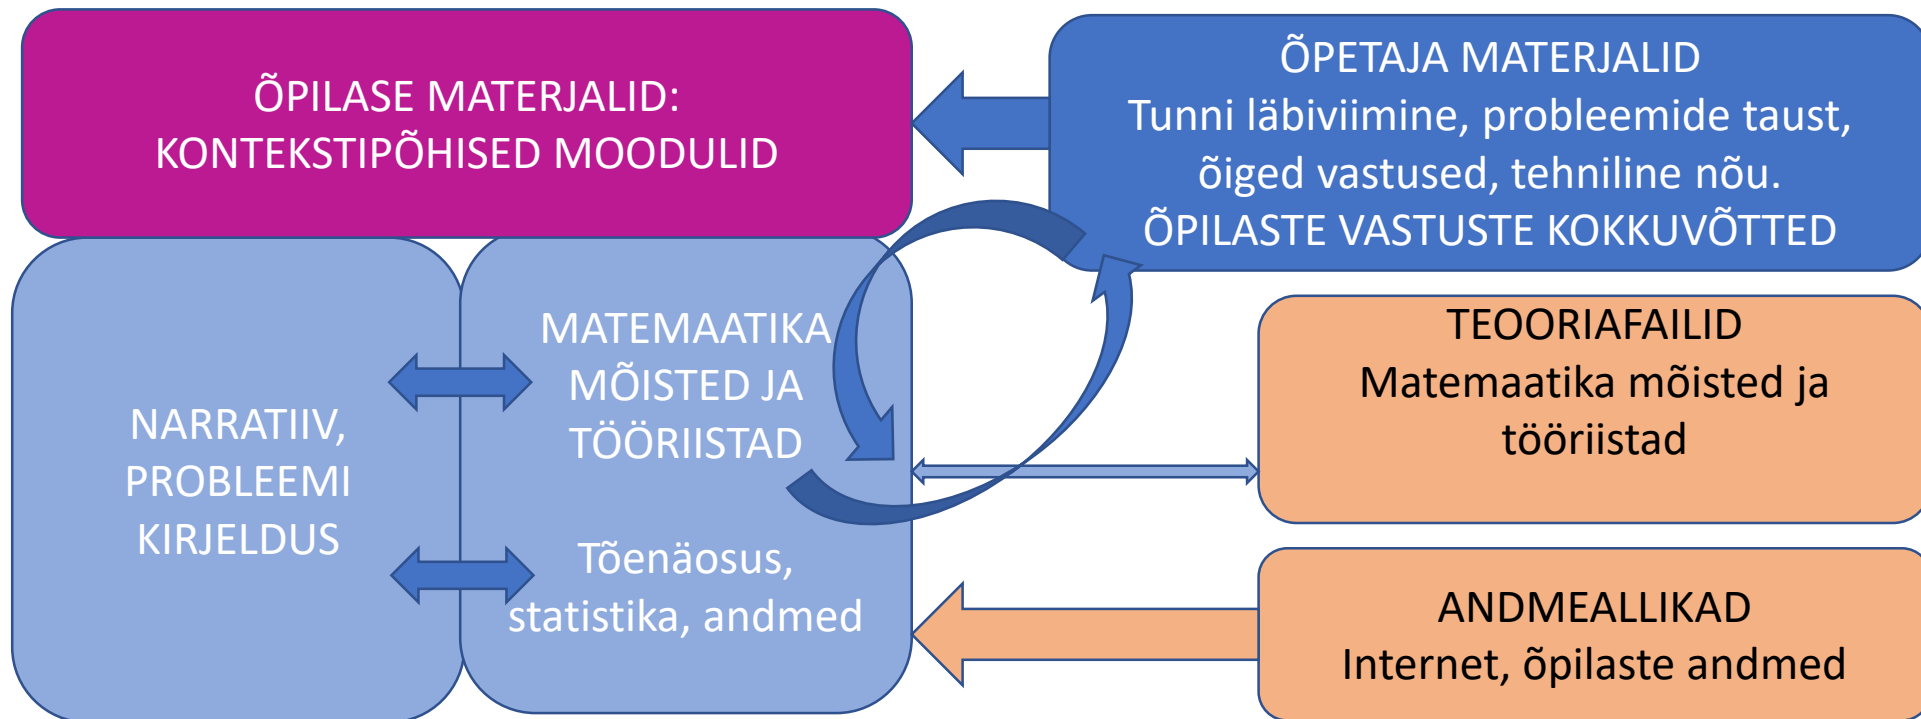 ÕPILASE MATERJALID:
KONTEKSTIPÕHISED MOODULID
ÕPETAJA MATERJALID
Tunni läbiviimine, probleemide taust,
õiged vastused, tehniline nõu.
ÕPILASTE VASTUSTE KOKKUVÕTTED
NARRATIIV,
PROBLEEMI
KIRJELDUS
MATEMAATIKA
MÕISTED JA
TÖÖRIISTAD
Tõenäosus,
statistika, andmed
TEOORIAFAILID
Matemaatika mõisted ja
tööriistad
ANDMEALLIKAD
Internet, õpilaste andmed